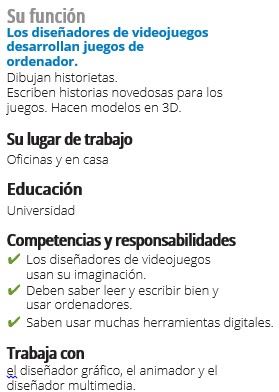 Su función
Los diseñadores de videojuegos
desarrollan juegos de
ordenador.
Dibujan historietas.
Escriben historias novedosas para los
juegos. Hacen modelos en 3D.
Su lugar de trabajo
Oficinas y en casa
Educación
Universidad
Competencias y responsabilidades
✔ Los diseñadores de videojuegos
usan su imaginación.
✔ Deben saber leer y escribir bien y
usar ordenadores.
✔ Saben usar muchas herramientas digitales.
Trabaja con
el diseñador gráfico, el animador y el
diseñador multimedia.